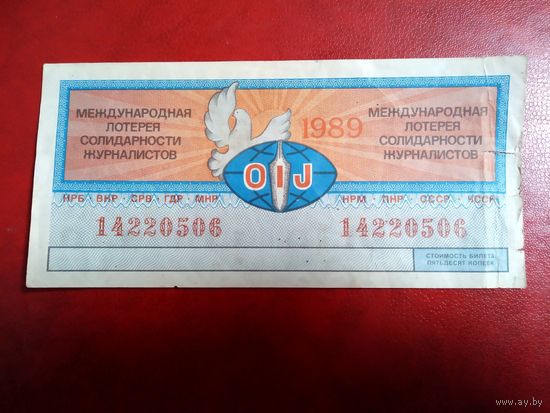 МЕЖДУНАРОДНАЯ
ЛОТЕРЕЯ
СОЛИДАРНОСТИ
ЖУРНАЛИСТОВ
1989
OIJ
МЕЖДУНАРОДНАЯ
ЛОТЕРЕЯ
СОЛИДАРНОСТИ
ЖУРНАЛИСТОВ
НРБ · ВНР · СРВ · ГДР · МНР
НРМ · ПНР · СССР · ЧССР
14220506
14220506
СТОИМОСТЬ БИЛЕТА
ПЯТЬДЕСЯТ КОПЕЕК
www.ay.by